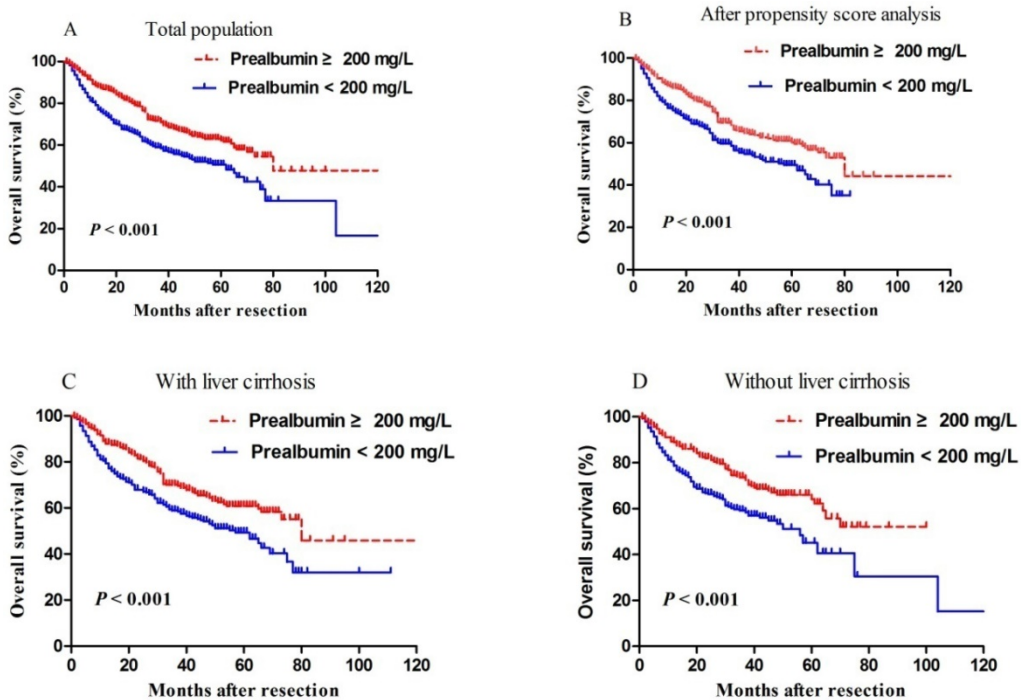 A
Total population
Prealbumin ≥ 200 mg/L
Prealbumin < 200 mg/L
Overall survival (%)
100
80
60
40
20
0
P < 0.001
0 20 40 60 80 100 120
Months after resection
B
After propensity score analysis
Prealbumin ≥ 200 mg/L
Prealbumin < 200 mg/L
Overall survival (%)
100
80
60
40
20
0
P < 0.001
0 20 40 60 80 100 120
Months after resection
C
With liver cirrhosis
Prealbumin ≥ 200 mg/L
Prealbumin < 200 mg/L
Overall survival (%)
100
80
60
40
20
0
P < 0.001
0 20 40 60 80 100 120
Months after resection
D
Without liver cirrhosis
Prealbumin ≥ 200 mg/L
Prealbumin < 200 mg/L
Overall survival (%)
100
80
60
40
20
0
P < 0.001
0 20 40 60 80 100 120
Months after resection